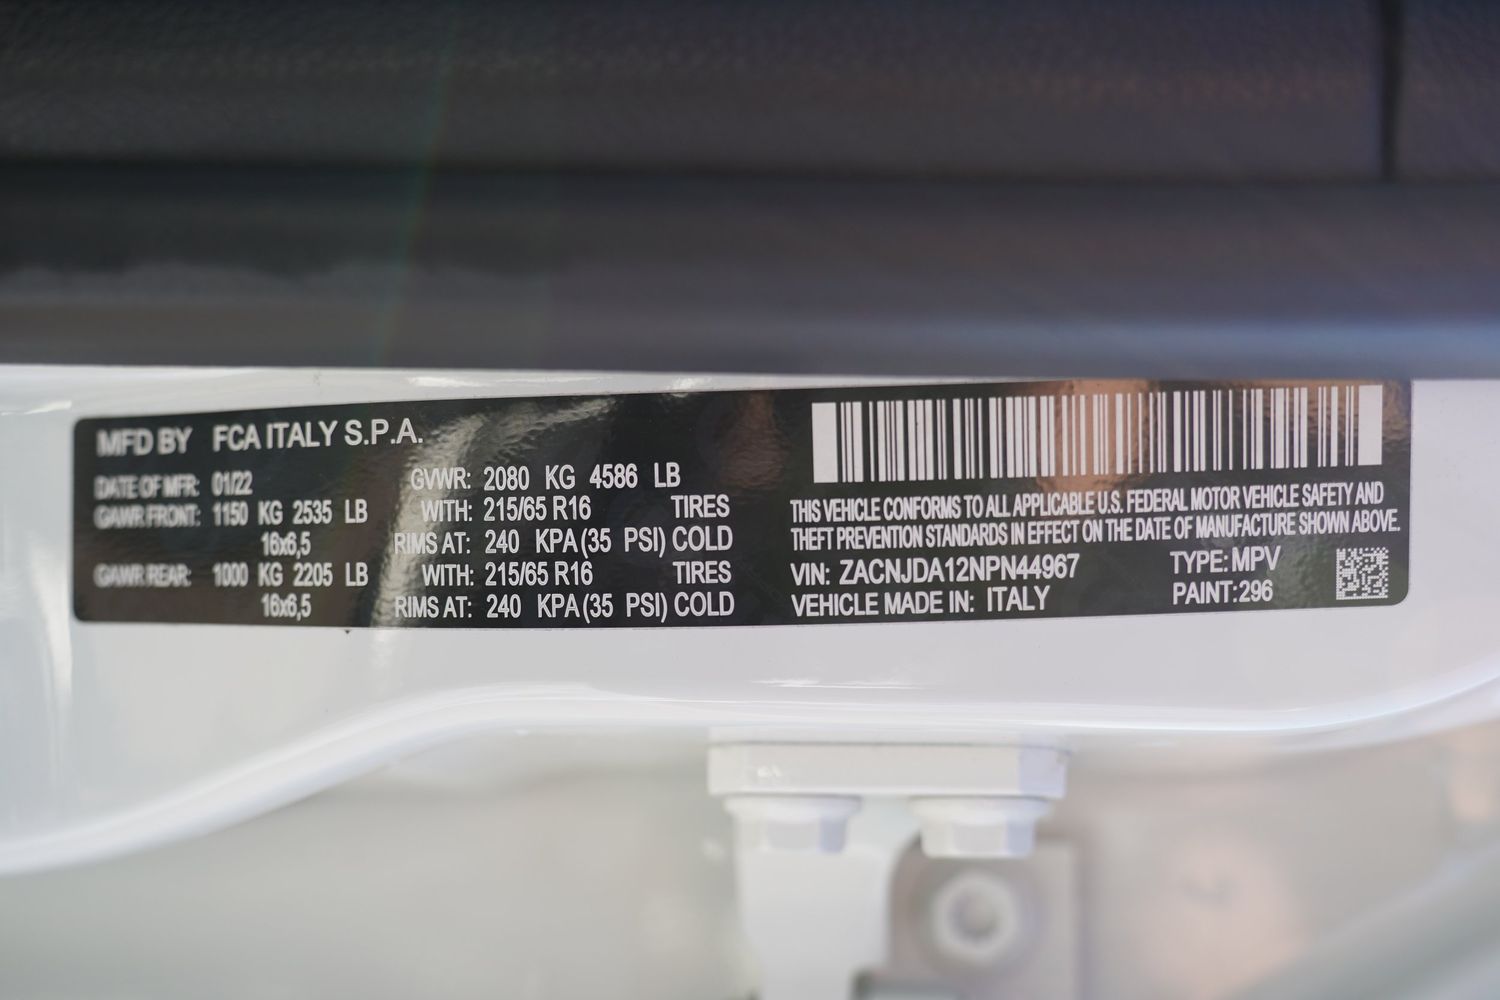 MFD BY FCA ITALY S.P.A.
DATE OF MFR: 01/22 GVWR: 2080 KG 4586 LB
GAWR FRONT: 1150 KG 2535 LB WITH: 215/65 R16 TIRES
16x6,5 RIMS AT: 240 KPA (35 PSI) COLD
GAWR REAR: 1000 KG 2205 LB WITH: 215/65 R16 TIRES
16x6,5 RIMS AT: 240 KPA (35 PSI) COLD
THIS VEHICLE CONFORMS TO ALL APPLICABLE U.S. FEDERAL MOTOR VEHICLE SAFETY AND
THEFT PREVENTION STANDARDS IN EFFECT ON THE DATE OF MANUFACTURE SHOWN ABOVE.
VIN: ZACNJDA12NPN44967 TYPE: MPV
VEHICLE MADE IN: ITALY PAINT:296